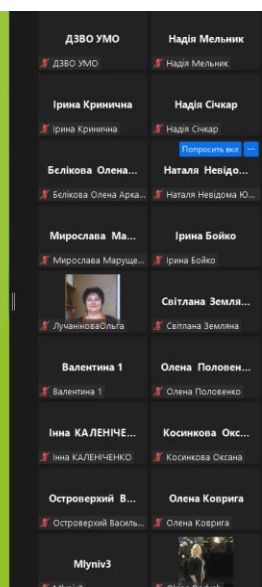 ДЗВО УМО
Надія Мельник
ДЗВО УМО
Надія Мельник
Ірина Кринична
Надія Січкар
Ірина Кринична
Надія Січкар
Попросить вкл ...
Бєлікова Олена...
Наталя Невідо...
Бєлікова Олена Арка...
Наталя Невідома Ю...
Мирослава Ма...
Ірина Бойко
Мирослава Маруще...
Ірина Бойко
Світлана Земля...
ЛучаніноваОльга
Світлана Земляна
Валентина 1
Олена Половен...
Валентина 1
Олена Половенко
Інна КАЛЕНІЧЕ...
Косинкова Окс...
Інна КАЛЕНІЧЕНКО
Косинкова Оксана
Островерхий В...
Олена Коврига
Островерхий Василь...
Олена Коврига
Mlyniv3
Mlyniv3